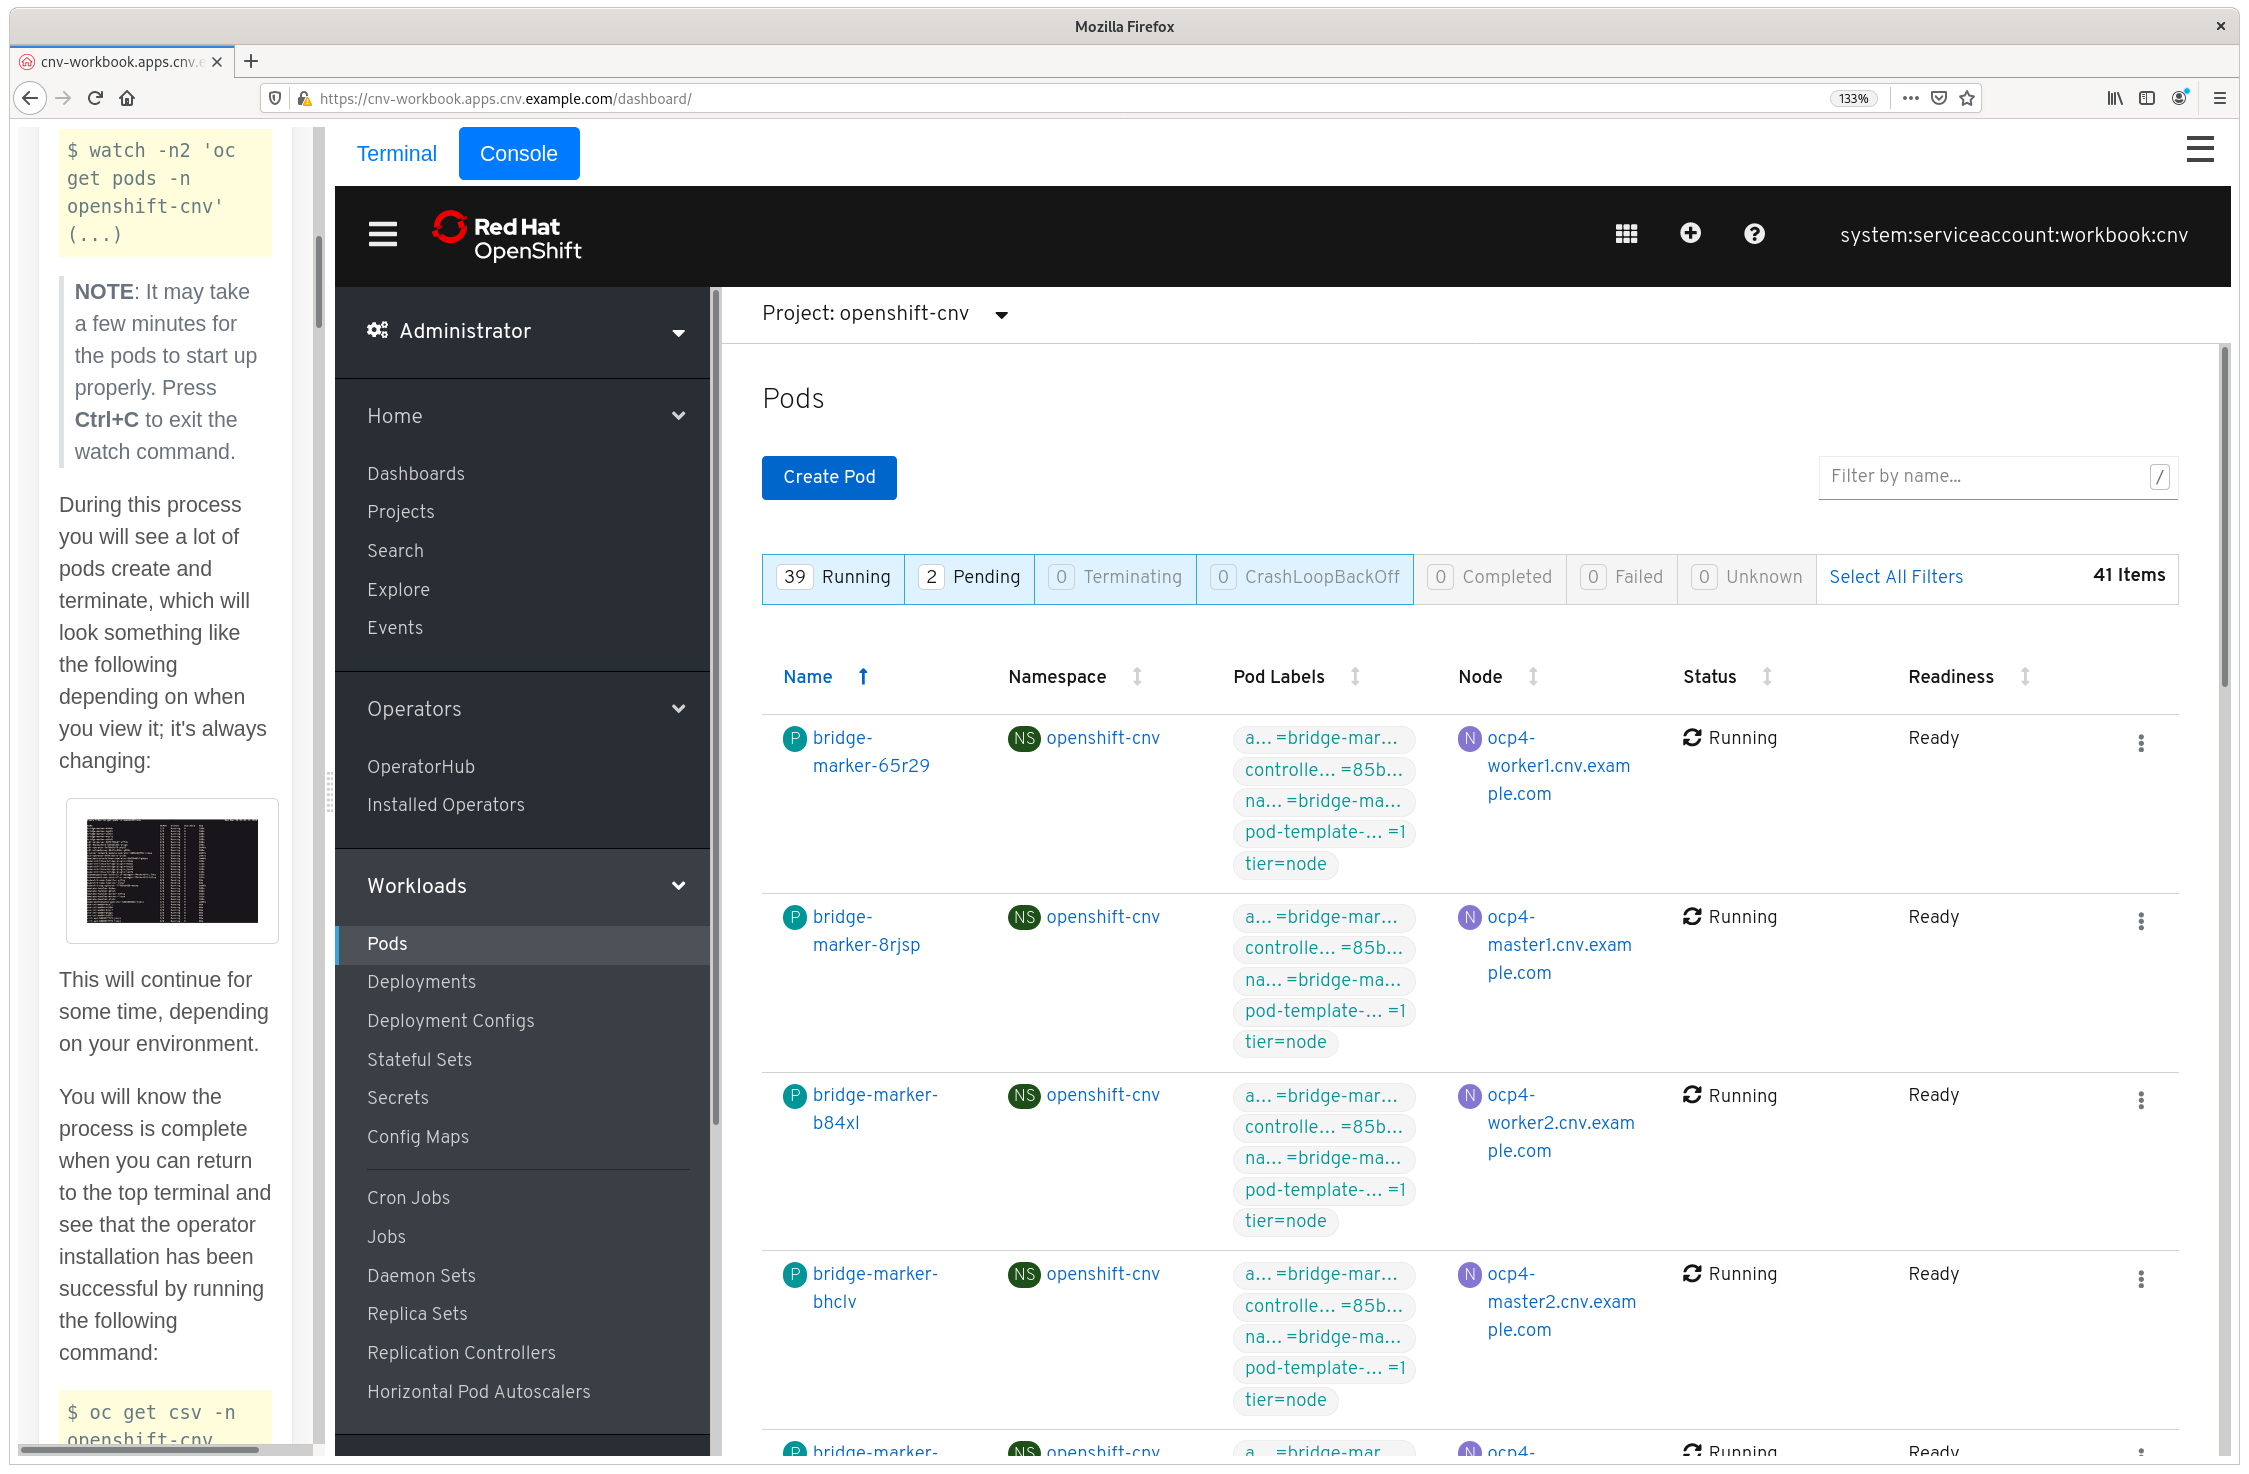 Mozilla Firefox
cnv-workbook.apps.cnv.e
https://cnv-workbook.apps.cnv.example.com/dashboard/
133%
$ watch -n2 'oc
get pods -n
openshift-cnv'
(...)
NOTE: It may take
a few minutes for
the pods to start up
properly. Press
Ctrl+C to exit the
watch command.
During this process
you will see a lot of
pods create and
terminate, which will
look something like
the following
depending on when
you view it; it's always
changing:
This will continue for
some time, depending
on your environment.
You will know the
process is complete
when you can return
to the top terminal and
see that the operator
installation has been
successful by running
the following
command:
$ oc get csv -n
openshift-cnv
Terminal
Console
Red Hat
OpenShift
system:serviceaccount:workbook:cnv
Administrator
Home
Dashboards
Projects
Search
Explore
Events
Operators
OperatorHub
Installed Operators
Workloads
Pods
Deployments
Deployment Configs
Stateful Sets
Secrets
Config Maps
Cron Jobs
Jobs
Daemon Sets
Replica Sets
Replication Controllers
Horizontal Pod Autoscalers
Project: openshift-cnv
Pods
Create Pod
Filter by name...
/
39 Running 2 Pending 0 Terminating 0 CrashLoopBackOff 0 Completed 0 Failed 0 Unknown Select All Filters 41 Items
Name Namespace Pod Labels Node Status Readiness
P bridge- NS openshift-cnv a... =bridge-mar... N ocp4- Running Ready
marker-65r29 controlle... =85b... worker1.cnv.exam
na... =bridge-ma... ple.com
pod-template-... =1
tier=node
P bridge- NS openshift-cnv a... =bridge-mar... N ocp4- Running Ready
marker-8rjsp controlle... =85b... master1.cnv.exam
na... =bridge-ma... ple.com
pod-template-... =1
tier=node
P bridge-marker- NS openshift-cnv a... =bridge-mar... N ocp4- Running Ready
b84xl controlle... =85b... worker2.cnv.exam
na... =bridge-ma... ple.com
pod-template-... =1
tier=node
P bridge-marker- NS openshift-cnv a... =bridge-mar... N ocp4- Running Ready
bhclv controlle... =85b... master2.cnv.exam
na... =bridge-ma... ple.com
pod-template-... =1
tier=node
P bridge-marker- NS openshift-cnv a... =bridge-mar... N ocp4- Running Ready